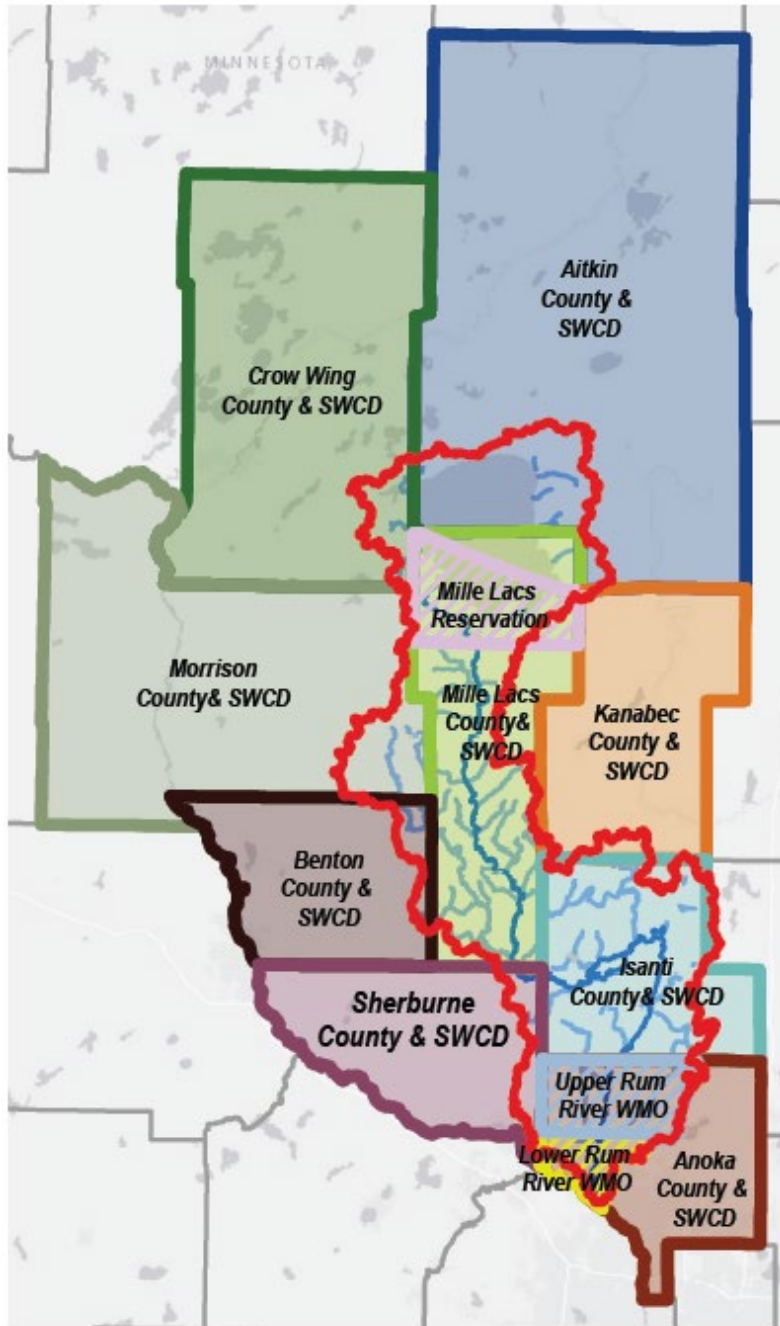 MINNESOTA
Aitkin
County &
SWCD
Crow Wing
County & SWCD
Mille Lacs
Reservation
Morrison
County& SWCD
Mille Lacs
County&
SWCD
Kanabec
County &
SWCD
Benton
County &
SWCD
Isanti
County& SWCD
Sherburne
County & SWCD
Upper Rum
River WMO
Lower Rum
River WMO
Anoka
County &
SWCD